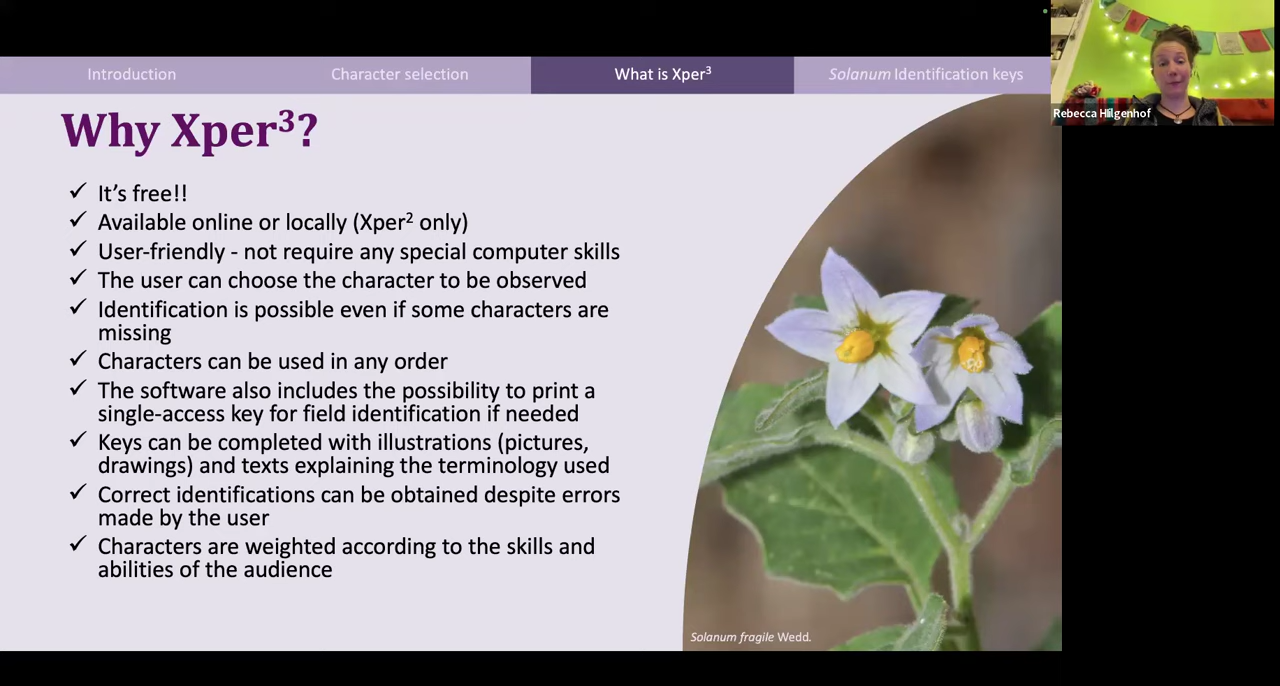 Introduction
Character selection
What is Xper³
Solanum Identification keys
Rebecca Hilgenhof
Why Xper³?
✓ It's free!!
✓ Available online or locally (Xper² only)
✓ User-friendly - not require any special computer skills
✓ The user can choose the character to be observed
✓ Identification is possible even if some characters are
missing
✓ Characters can be used in any order
✓ The software also includes the possibility to print a
single-access key for field identification if needed
✓ Keys can be completed with illustrations (pictures,
drawings) and texts explaining the terminology used
✓ Correct identifications can be obtained despite errors
made by the user
✓ Characters are weighted according to the skills and
abilities of the audience
Solanum fragile Wedd.